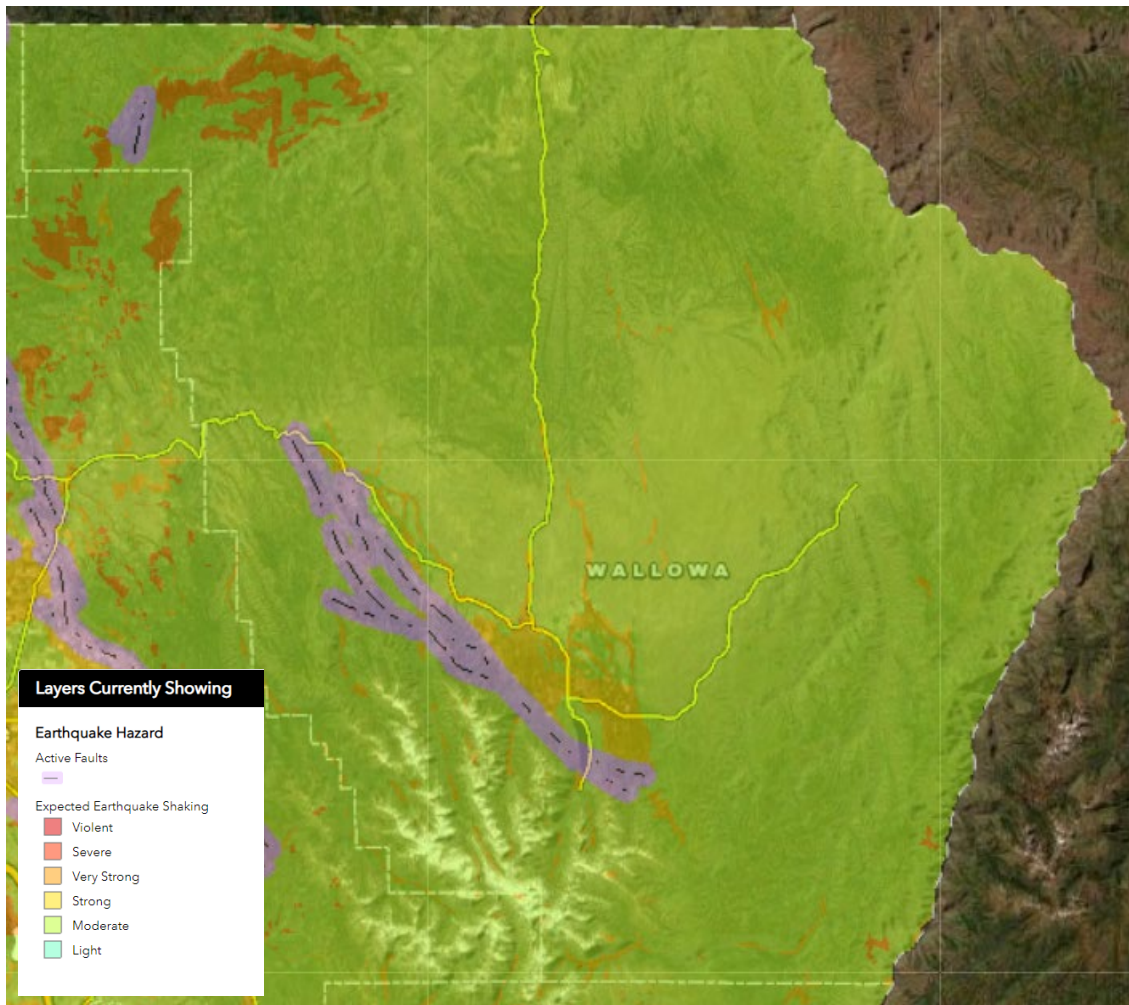 WALLOWA
Layers Currently Showing
Earthquake Hazard
Active Faults
Expected Earthquake Shaking
Violent
Severe
Very Strong
Strong
Moderate
Light